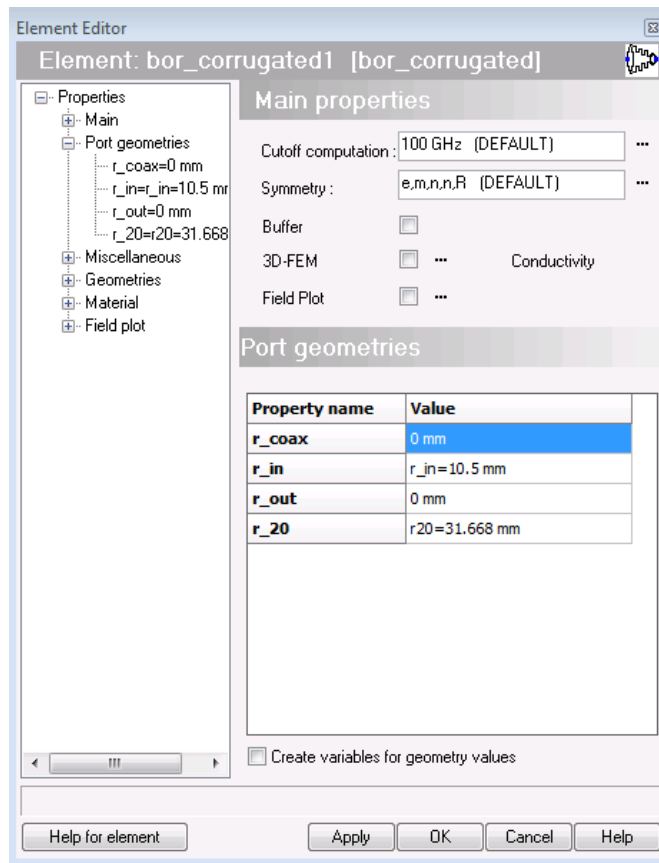 Element Editor
Element: bor_corrugated1 [bor_corrugated]
Properties
Main
Port geometries
r_coax=0 mm
r_in=r_in=10.5 mr
r_out=0 mm
r_20=r20=31.668
Miscellaneous
Geometries
Material
Field plot
Main properties
Cutoff computation : 100 GHz (DEFAULT) ...
Symmetry : e,m,n,n,R (DEFAULT) ...
Buffer
3D-FEM ... Conductivity
Field Plot ...
Port geometries
Property name Value
r_coax 0 mm
r_in r_in=10.5 mm
r_out 0 mm
r_20 r20=31.668 mm
Create variables for geometry values
Help for element Apply OK Cancel Help